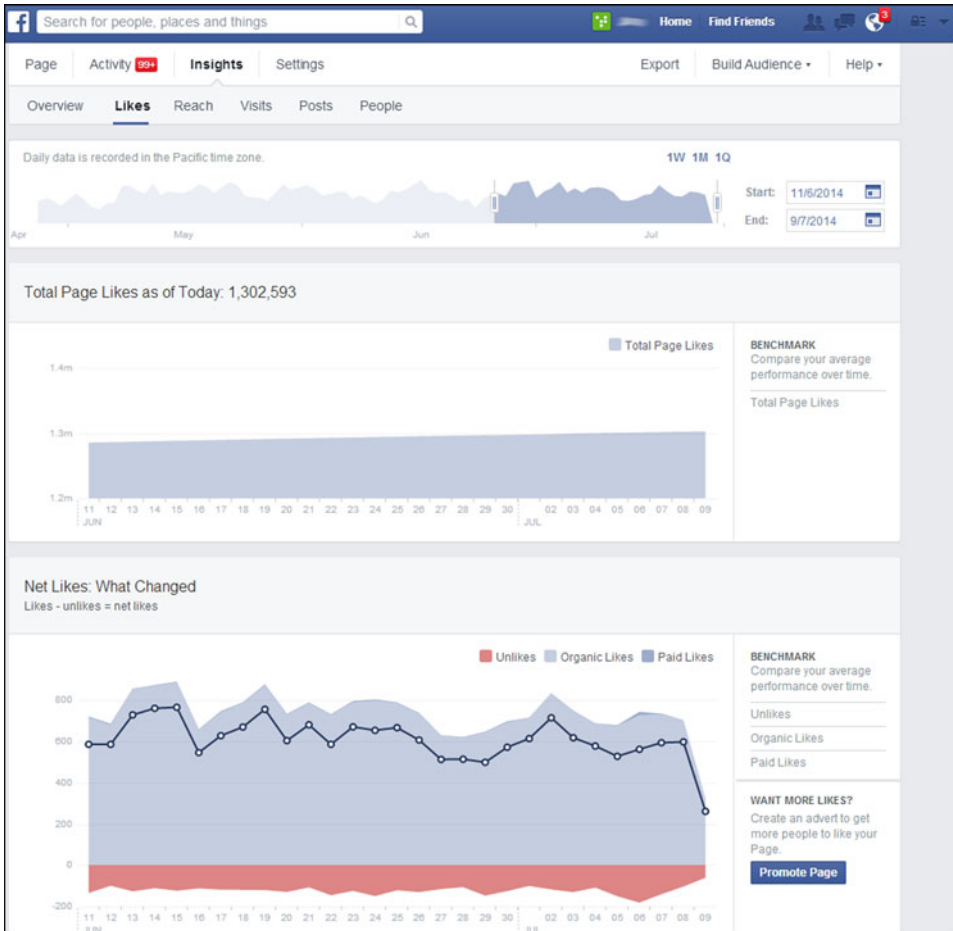 Search for people, places and things
Home Find Friends 3
Page Activity 99+ Insights Settings Export Build Audience Help
Overview Likes Reach Visits Posts People
Daily data is recorded in the Pacific time zone. 1W 1M 1Q
Start: 11/6/2014
End: 9/7/2014
Apr May Jun Jul
Total Page Likes as of Today: 1,302,593
Total Page Likes
1.4m
1.3m
1.2m
11 12 13 14 15 16 17 18 19 20 21 22 23 24 25 26 27 28 29 30 02 03 04 05 06 07 08 09
JUN JUL
BENCHMARK
Compare your average
performance over time.
Total Page Likes
Net Likes: What Changed
Likes - unlikes = net likes
Unlikes Organic Likes Paid Likes
800
600
400
200
0
-200
11 12 13 14 15 16 17 18 19 20 21 22 23 24 25 26 27 28 29 30 02 03 04 05 06 07 08 09
BENCHMARK
Compare your average
performance over time.
Unlikes
Organic Likes
Paid Likes
WANT MORE LIKES?
Create an advert to get
more people to like your
Page.
Promote Page